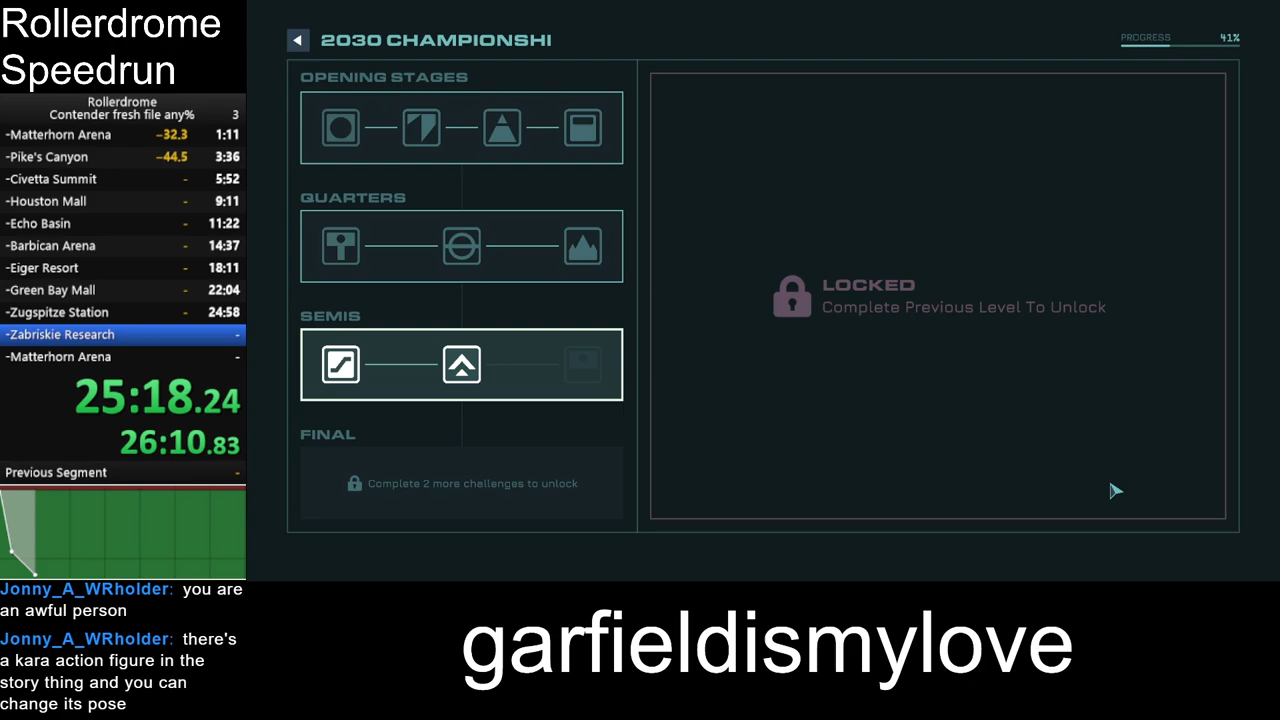 Rollerdrome
Speedrun
Rollerdrome
Contender fresh file any% 3
-Matterhorn Arena -32.3 1:11
-Pike's Canyon -44.5 3:36
-Civetta Summit - 5:52
-Houston Mall - 9:11
-Echo Basin - 11:22
-Barbican Arena - 14:37
-Eiger Resort - 18:11
-Green Bay Mall - 22:04
-Zugspitze Station - 24:58
-Zabriskie Research -
-Matterhorn Arena -
25:18.24
26:10.83
Previous Segment -
Jonny_A_WRholder: you are
an awful person
Jonny_A_WRholder: there's
a kara action figure in the
story thing and you can
change its pose
2030 CHAMPIONSHI
PROGRESS 41%
OPENING STAGES
QUARTERS
SEMIS
FINAL
Complete 2 more challenges to unlock
LOCKED
Complete Previous Level To Unlock
garfieldismylove